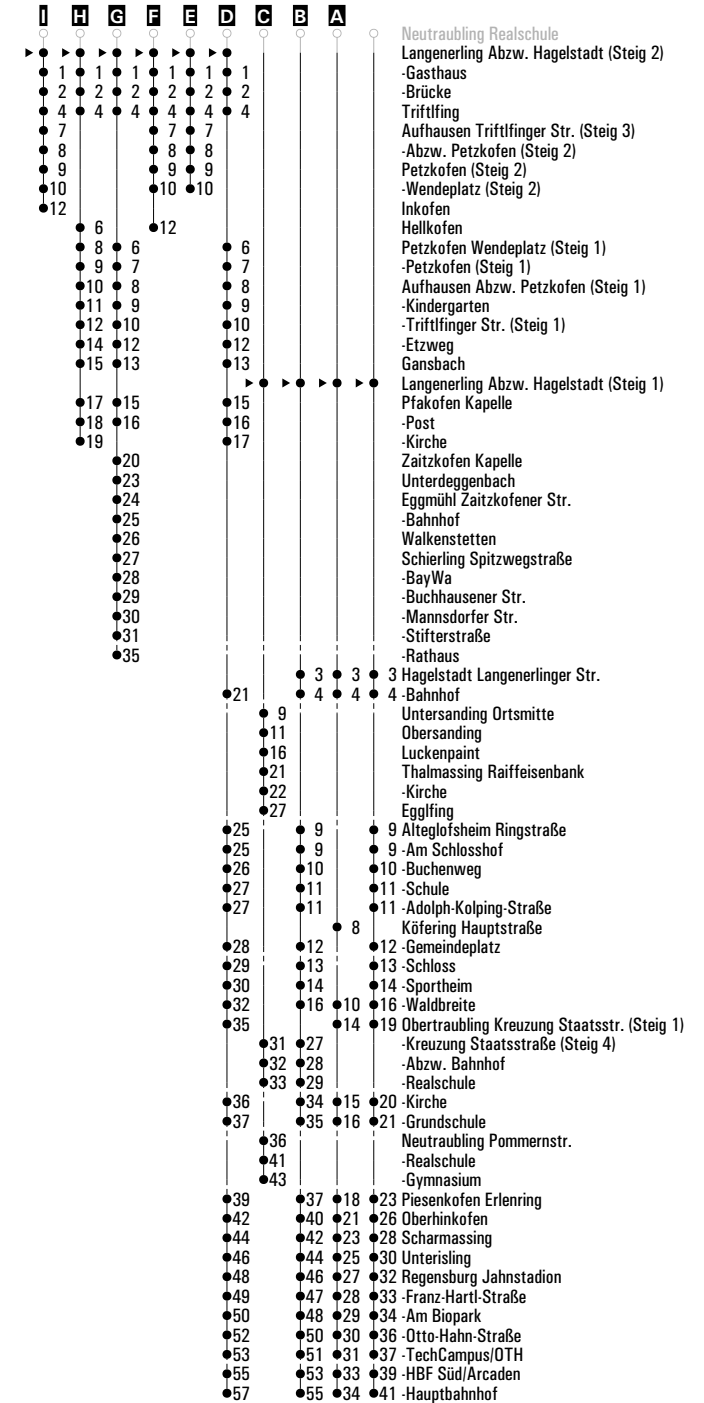 I H G F E D C B A
Neutraubling Realschule
Langenerling Abzw. Hagelstadt (Steig 2)
1 1 1 1 1 1 -Gasthaus
2 2 2 2 2 2 -Brücke
4 4 4 4 4 4 Triftlfing
7 7 7 Aufhausen Triftlfinger Str. (Steig 3)
8 8 8 -Abzw. Petzkofen (Steig 2)
9 9 9 Petzkofen (Steig 2)
10 10 10 -Wendeplatz (Steig 2)
12 Inkofen
6 12 Hellkofen
8 6 6 Petzkofen Wendeplatz (Steig 1)
9 7 7 -Petzkofen (Steig 1)
10 8 8 Aufhausen Abzw. Petzkofen (Steig 1)
11 9 9 -Kindergarten
12 10 10 -Triftlfinger Str. (Steig 1)
14 12 12 -Etzweg
15 13 13 Gansbach
Langenerling Abzw. Hagelstadt (Steig 1)
17 15 15 Pfakofen Kapelle
18 16 16 -Post
19 17 -Kirche
20 Zaitzkofen Kapelle
23 Unterdeggenbach
24 Eggmühl Zaitzkofener Str.
25 -Bahnhof
26 Walkenstetten
27 Schierling Spitzwegstraße
28 -BayWa
29 -Buchhausener Str.
30 -Mannsdorfer Str.
31 -Stifterstraße
35 -Rathaus
3 3 3 Hagelstadt Langenerlinger Str.
21 4 4 4 -Bahnhof
9 Untersanding Ortsmitte
11 Obersanding
16 Luckenpaint
21 Thalmassing Raiffeisenbank
22 -Kirche
27 Egglfing
25 9 9 Alteglofsheim Ringstraße
25 9 9 -Am Schlosshof
26 10 10 -Buchenweg
27 11 11 -Schule
27 11 11 -Adolph-Kolping-Straße
8 Köfering Hauptstraße
28 12 12 -Gemeindeplatz
29 13 13 -Schloss
30 14 14 -Sportheim
32 16 10 16 -Waldbreite
35 14 19 Obertraubling Kreuzung Staatsstr. (Steig 1)
31 27 -Kreuzung Staatsstraße (Steig 4)
32 28 -Abzw. Bahnhof
33 29 -Realschule
36 34 15 20 -Kirche
37 35 16 21 -Grundschule
36 Neutraubling Pommernstr.
41 -Realschule
43 -Gymnasium
39 37 18 23 Piesenkofen Erlenring
42 40 21 26 Oberhinkofen
44 42 23 28 Scharmassing
46 44 25 30 Unterisling
48 46 27 32 Regensburg Jahnstadion
49 47 28 33 -Franz-Hartl-Straße
50 48 29 34 -Am Biopark
52 50 30 36 -Otto-Hahn-Straße
53 51 31 37 -TechCampus/OTH
55 53 33 39 -HBF Süd/Arcaden
57 55 34 41 -Hauptbahnhof